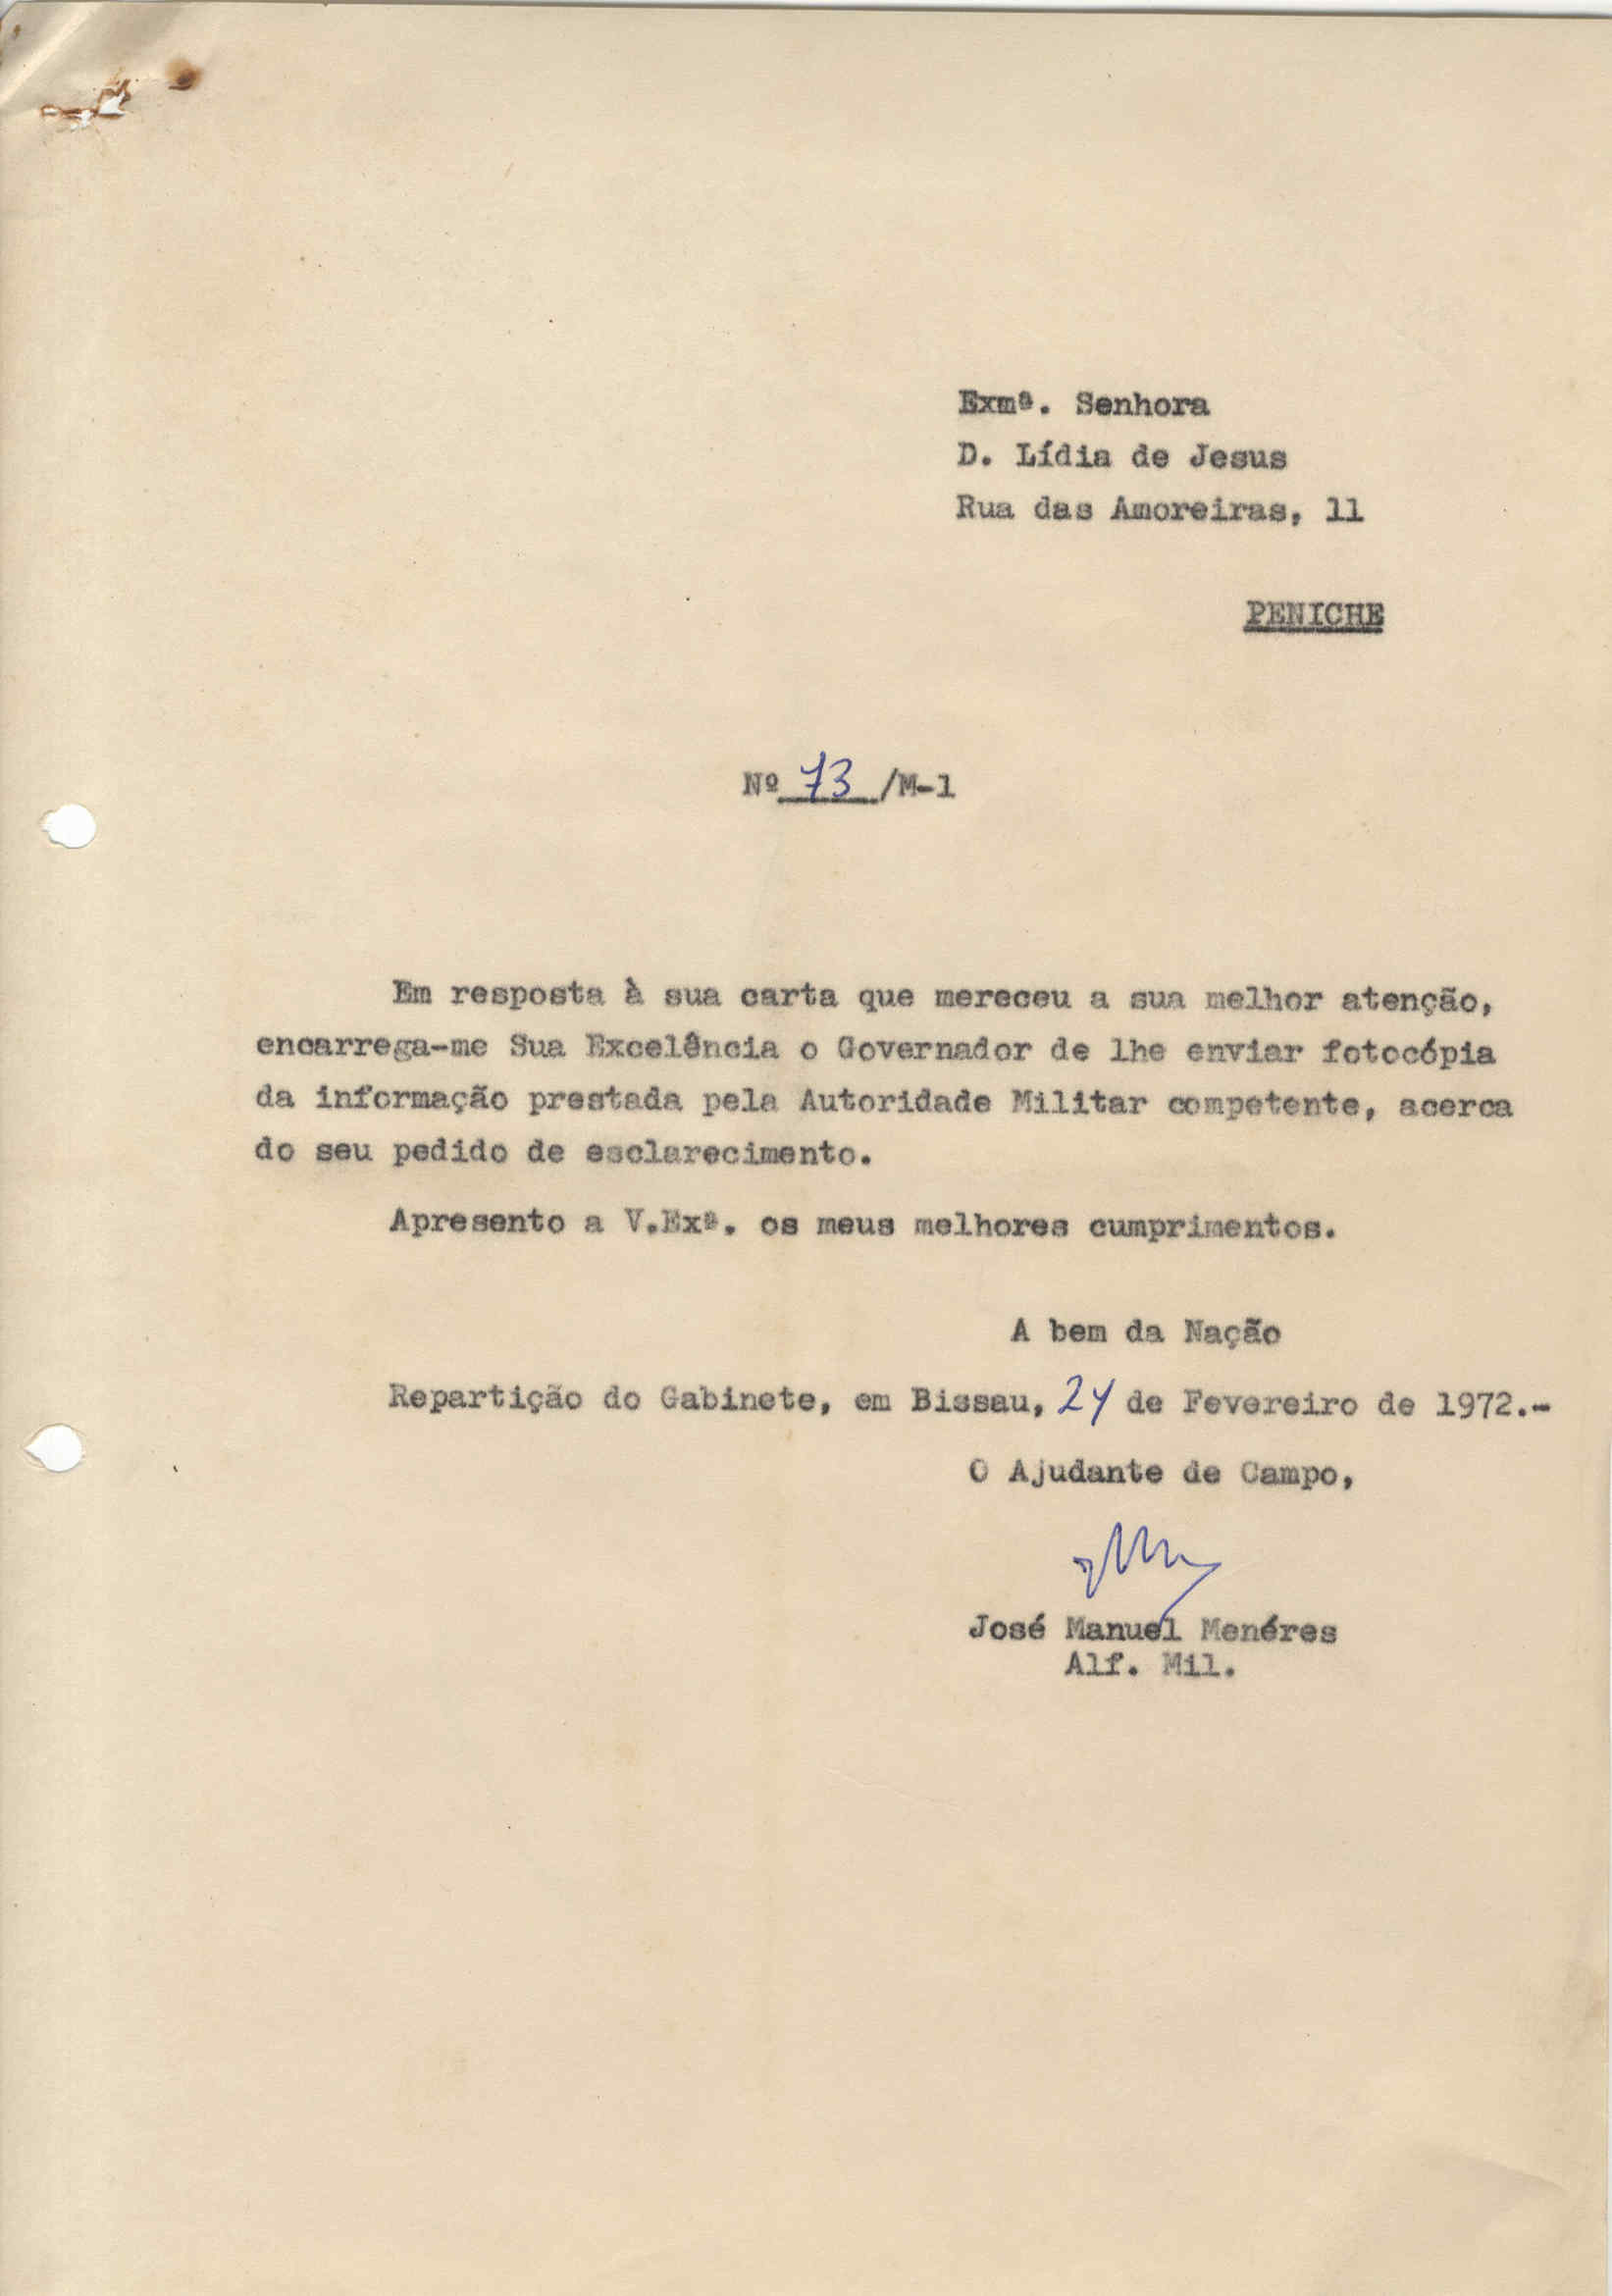 Exmª. Senhora
D. Lídia de Jesus
Rua das Amoreiras, 11
PENICHE
Nº 73 /M-1
Em resposta à sua carta que mereceu a sua melhor atenção,
encarrega-me Sua Excelência o Governador de lhe enviar fotocópia
da informação prestada pela Autoridade Militar competente, acerca
do seu pedido de esclarecimento.
Apresento a V.Exª. os meus melhores cumprimentos.
A bem da Nação
Repartição do Gabinete, em Bissau, 24 de Fevereiro de 1972.-
O Ajudante de Campo,
José Manuel Menéres
Alf. Mil.